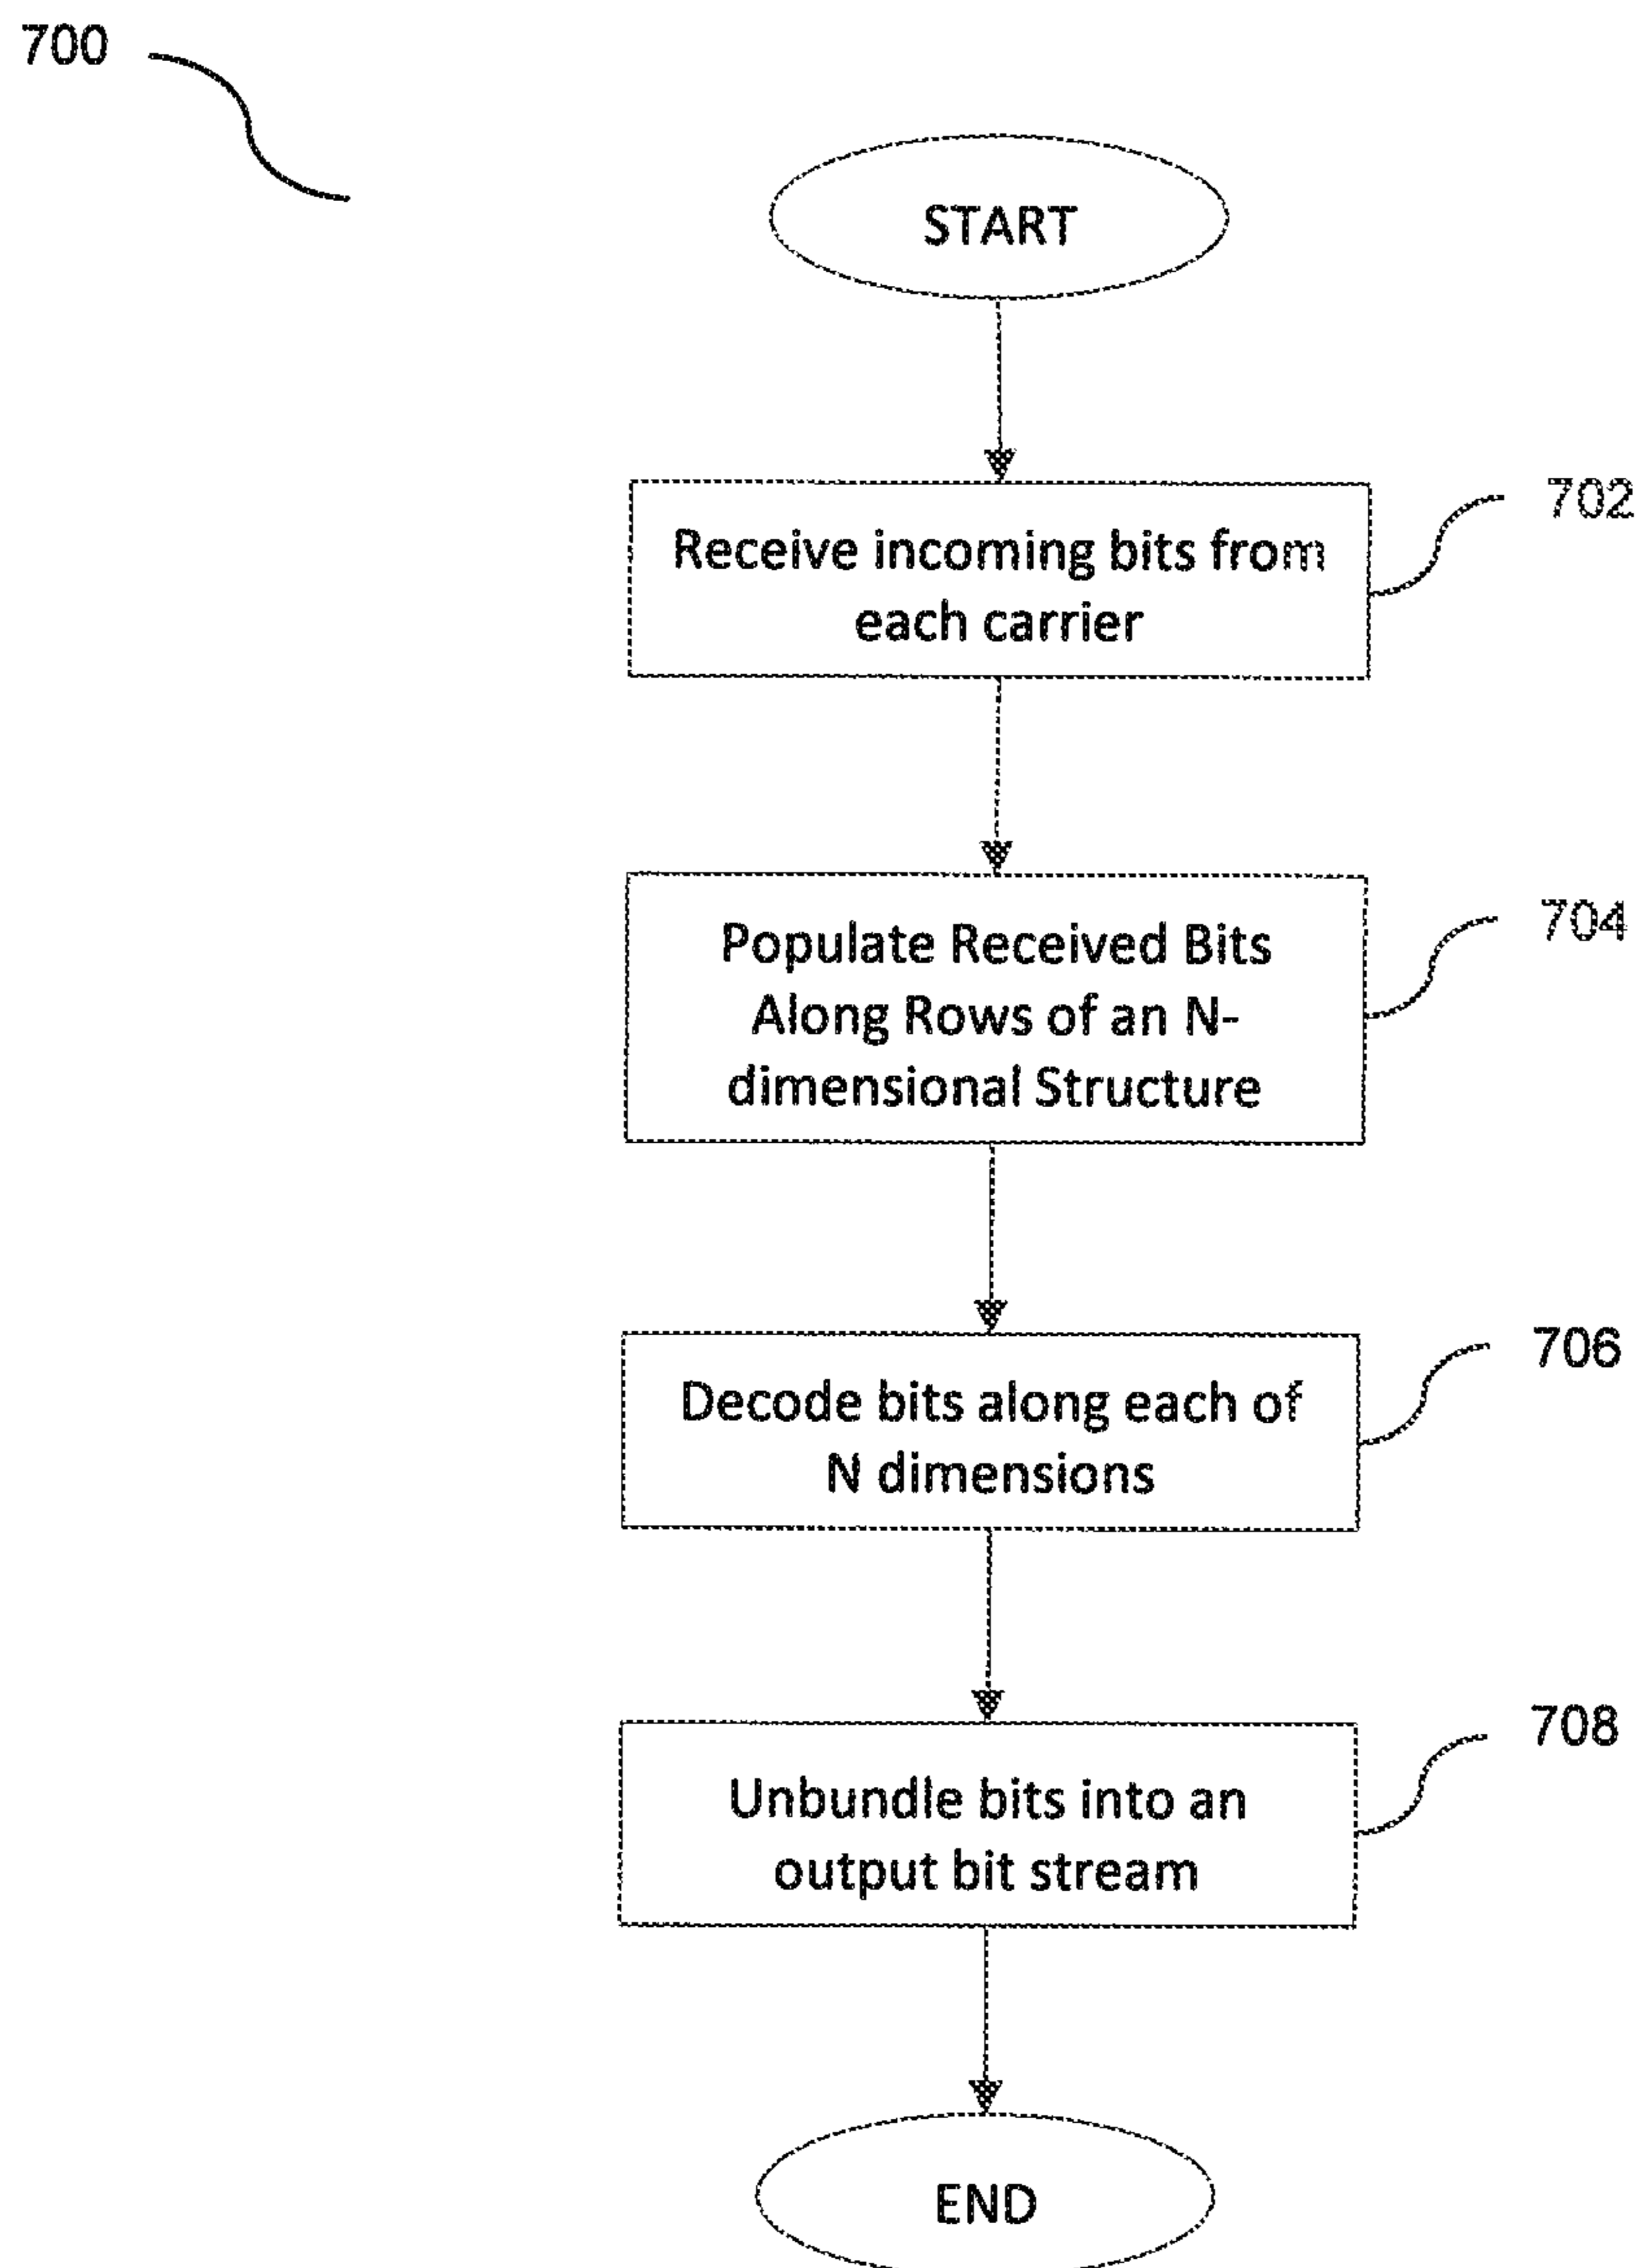 700
START
Receive incoming bits from
each carrier
702
Populate Received Bits
Along Rows of an N-
dimensional Structure
704
Decode bits along each of
N dimensions
706
Unbundle bits into an
output bit stream
708
END